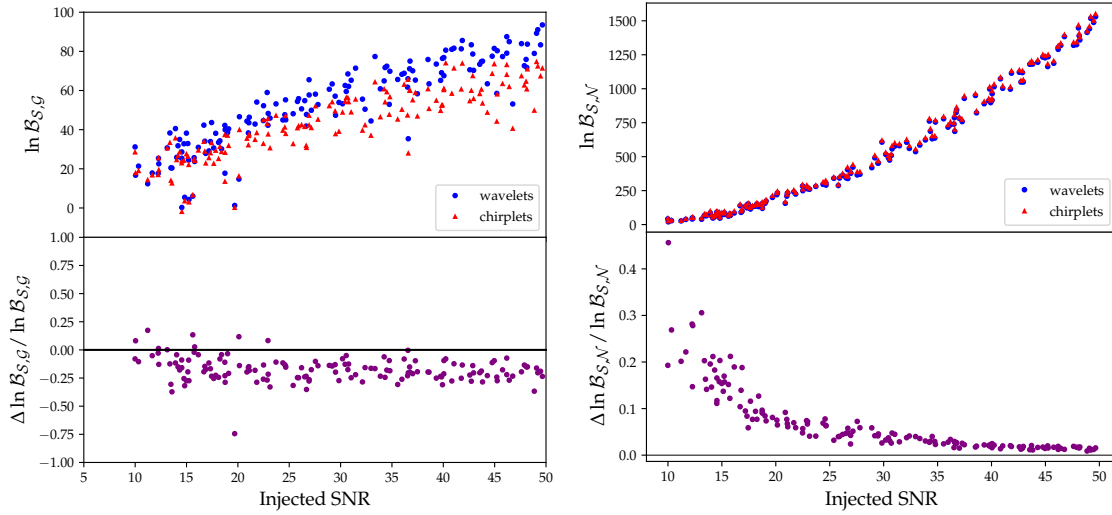 100
80
60
40
20
0
ln B_{S,G}
wavelets
chirplets
1.00
0.75
0.50
0.25
0.00
−0.25
−0.50
−0.75
−1.00
Δ ln B_{S,G} / ln B_{S,G}
5 10 15 20 25 30 35 40 45 50
Injected SNR
1500
1250
1000
750
500
250
0
ln B_{S,N}
wavelets
chirplets
0.4
0.3
0.2
0.1
0.0
Δ ln B_{S,N} / ln B_{S,N}
10 15 20 25 30 35 40 45 50
Injected SNR